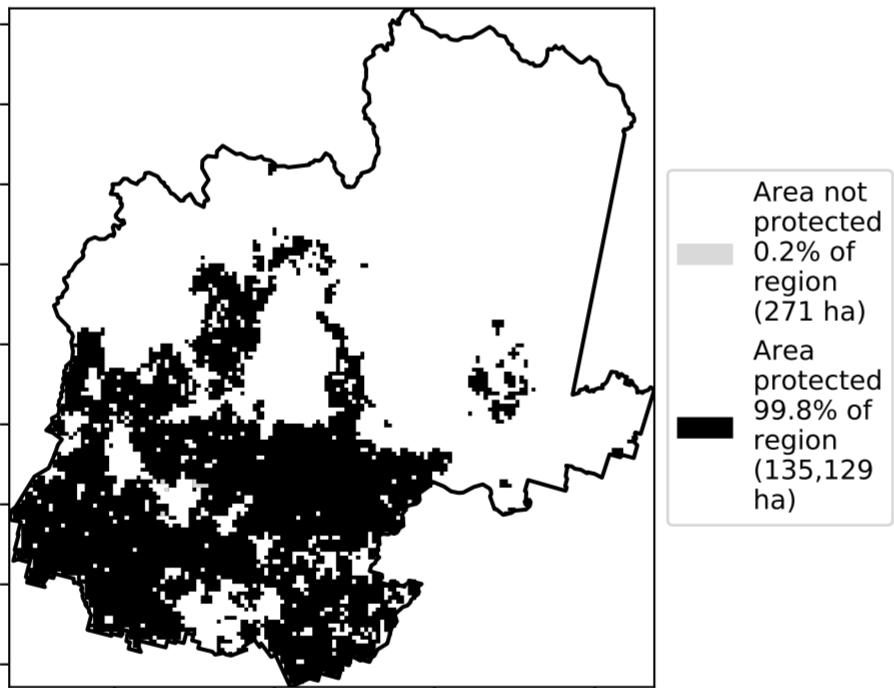 Area not
protected
0.2% of
region
(271 ha)
Area
protected
99.8% of
region
(135,129
ha)